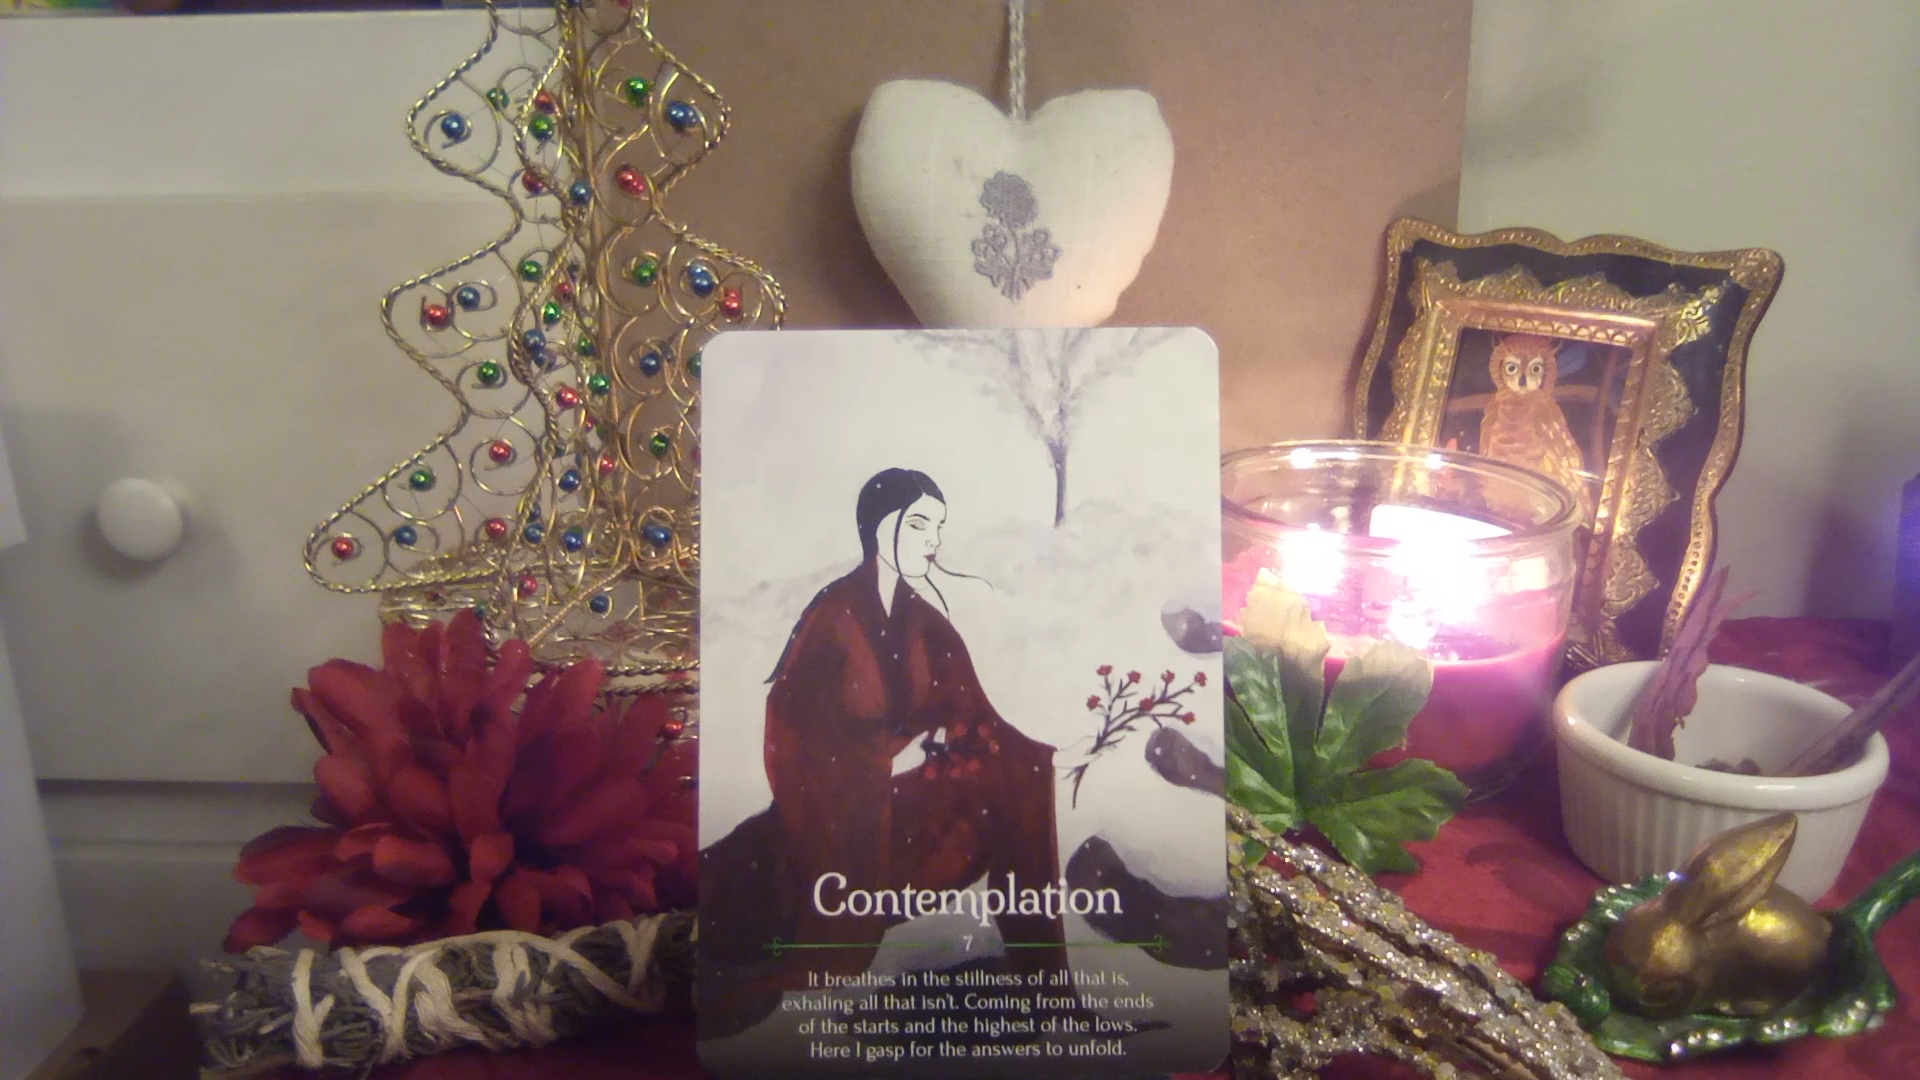 Contemplation
7
It breathes in the stillness of all that is,
exhaling all that isn't. Coming from the ends
of the starts and the highest of the lows.
Here I gasp for the answers to unfold.